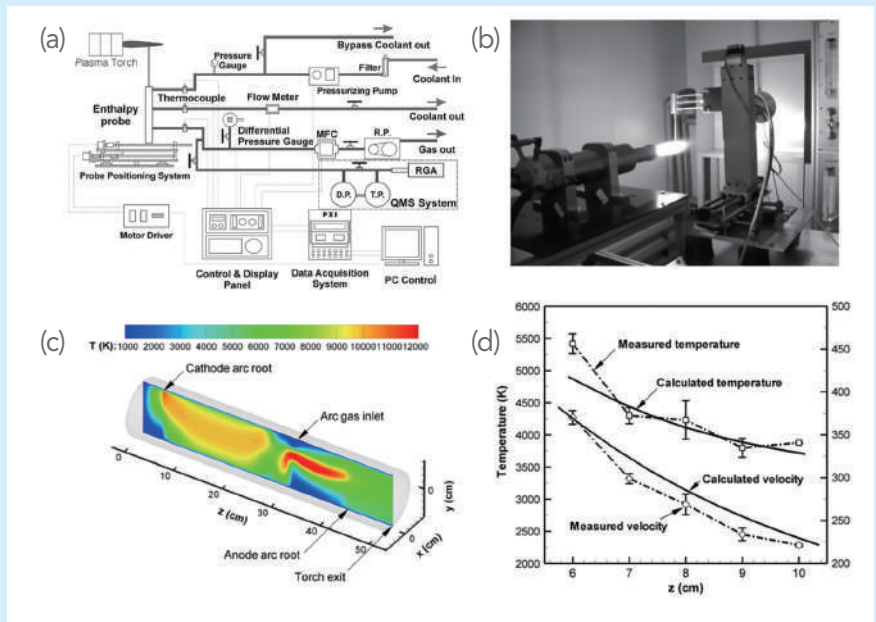 (a)
Plasma Torch
Pressure
Gauge
Bypass Coolant out
Filter
Coolant In
Pressurizing Pump
Thermocouple
Flow Meter
Coolant out
Enthalpy
probe
Differential
Pressure Gauge
MFC
R.P.
Gas out
Probe Positioning System
RGA
D.P.
T.P.
QMS System
Motor Driver
PXI
Control & Display
Panel
Data Acquisition
System
PC Control
(b)
(c)
T (K): 1000 2000 3000 4000 5000 6000 7000 8000 9000 10000 11000 12000
Cathode arc root
Arc gas inlet
0
10
20
30
40
50
z (cm)
0
x (cm)
0
y (cm)
Anode arc root
Torch exit
(d)
6000
5500
5000
4500
4000
3500
3000
2500
2000
Temperature (K)
500
450
400
350
300
250
200
Measured temperature
Calculated temperature
Calculated velocity
Measured velocity
6 7 8 9 10
z (cm)